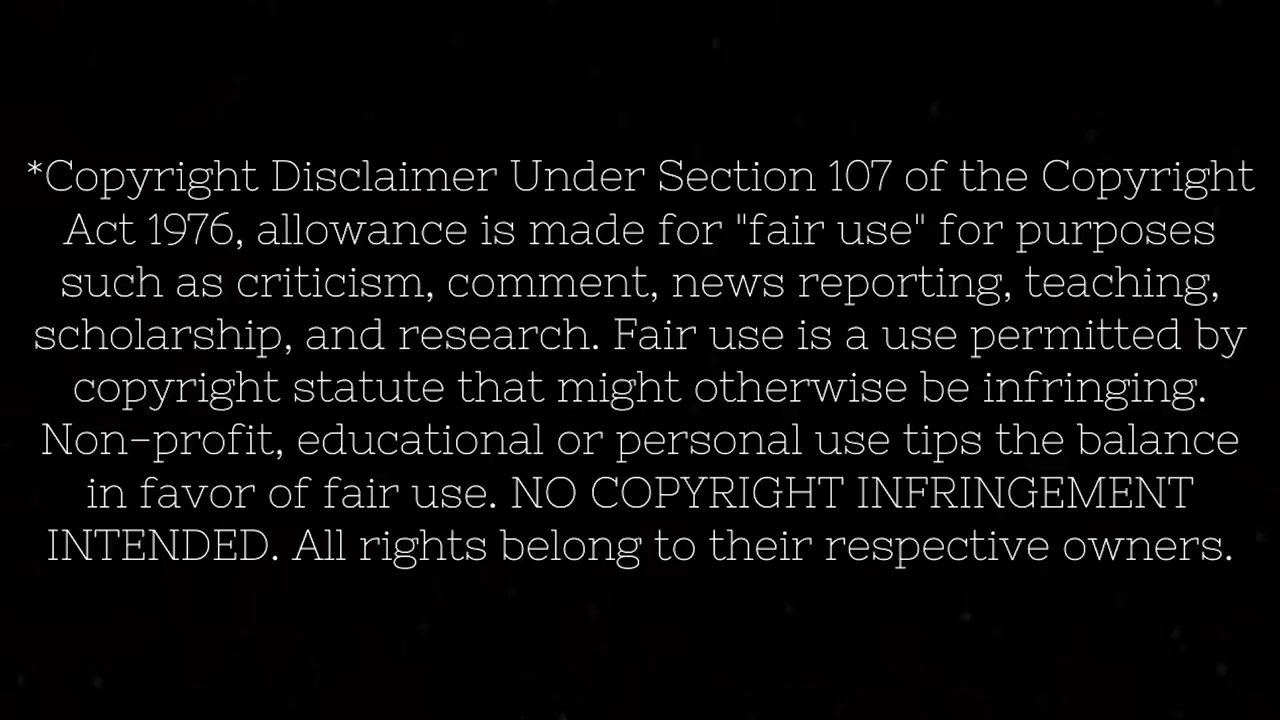 *Copyright Disclaimer Under Section 107 of the Copyright
Act 1976, allowance is made for "fair use" for purposes
such as criticism, comment, news reporting, teaching,
scholarship, and research. Fair use is a use permitted by
copyright statute that might otherwise be infringing.
Non-profit, educational or personal use tips the balance
in favor of fair use. NO COPYRIGHT INFRINGEMENT
INTENDED. All rights belong to their respective owners.